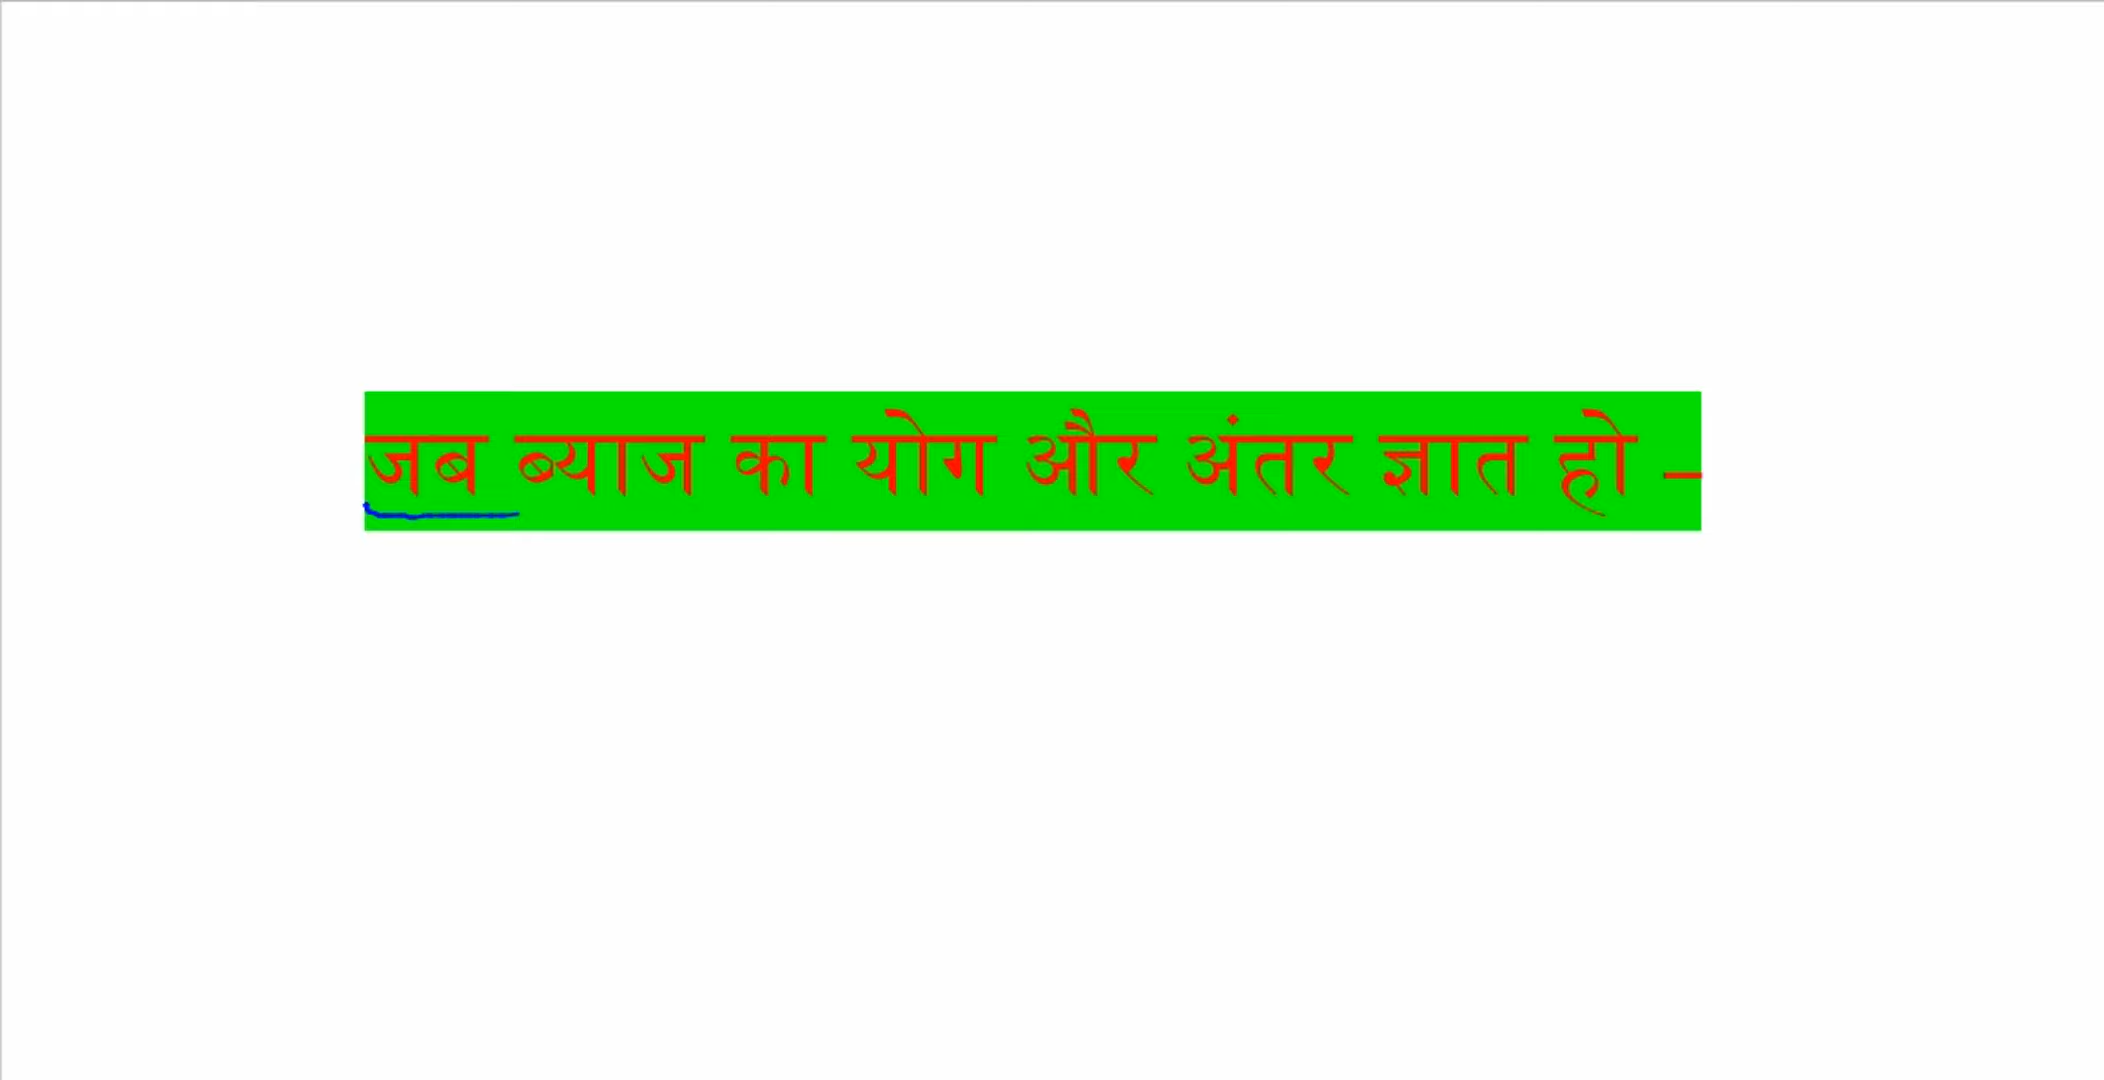 जब ब्याज का योग और अंतर ज्ञात हो –